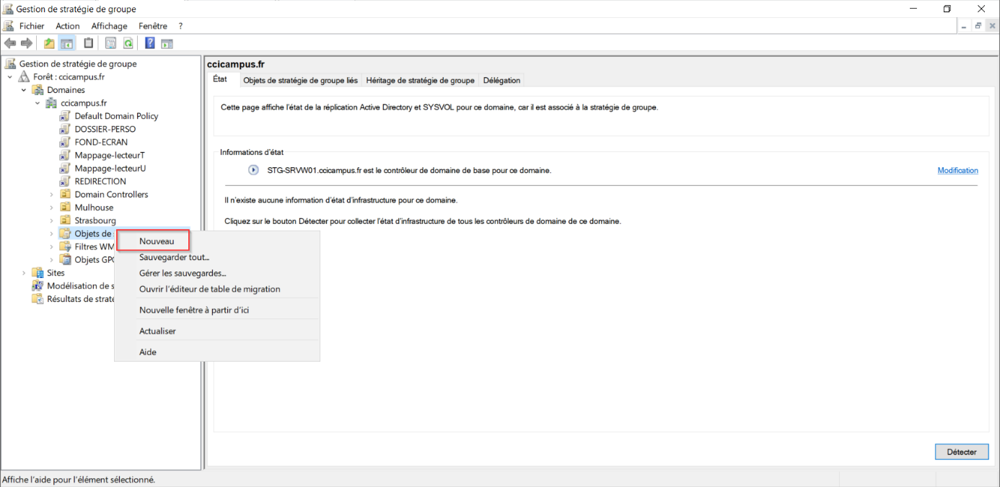 Gestion de stratégie de groupe
Fichier Action Affichage Fenêtre ?
Gestion de stratégie de groupe
Forêt : ccicampus.fr
Domaines
ccicampus.fr
Default Domain Policy
DOSSIER-PERSO
FOND-ECRAN
Mappage-lecteurT
Mappage-lecteurU
REDIRECTION
Domain Controllers
Mulhouse
Strasbourg
Objets de
Filtres WM
Objets GPO
Sites
Modélisation de s
Résultats de straté
Nouveau
Sauvegarder tout...
Gérer les sauvegardes...
Ouvrir l'éditeur de table de migration
Nouvelle fenêtre à partir d'ici
Actualiser
Aide
ccicampus.fr
État Objets de stratégie de groupe liés Héritage de stratégie de groupe Délégation
Cette page affiche l'état de la réplication Active Directory et SYSVOL pour ce domaine, car il est associé à la stratégie de groupe.
Informations d'état
STG-SRVW01.ccicampus.fr est le contrôleur de domaine de base pour ce domaine. Modification
Il n'existe aucune information d'état d'infrastructure pour ce domaine.
Cliquez sur le bouton Détecter pour collecter l'état d'infrastructure de tous les contrôleurs de domaine de ce domaine.
Détecter
Affiche l'aide pour l'élément sélectionné.